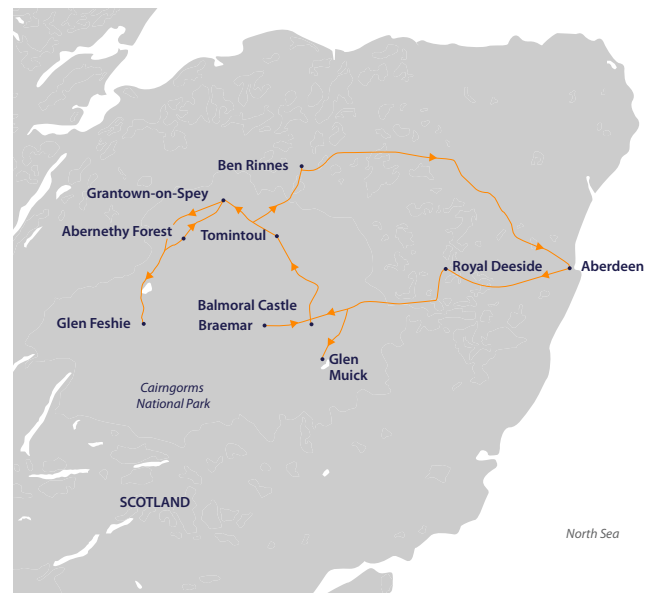 Ben Rinnes
Grantown-on-Spey
Abernethy Forest
Tomintoul
Royal Deeside
Aberdeen
Balmoral Castle
Glen Feshie
Braemar
Glen
Muick
Cairngorms
National Park
SCOTLAND
North Sea